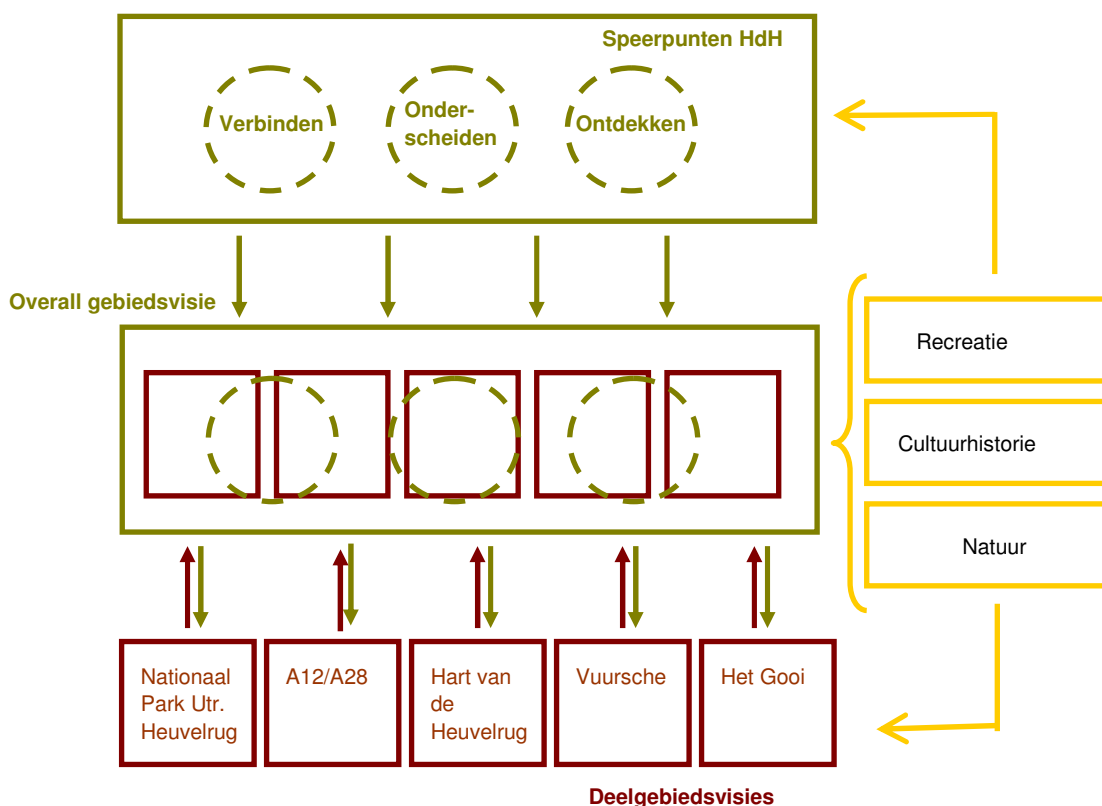 Speerpunten HdH
Verbinden
Onder-
scheiden
Ontdekken
Overall gebiedsvisie
Recreatie
Cultuurhistorie
Natuur
Nationaal
Park Utr.
Heuvelrug
A12/A28
Hart van
de
Heuvelrug
Vuursche
Het Gooi
Deelgebiedsvisies